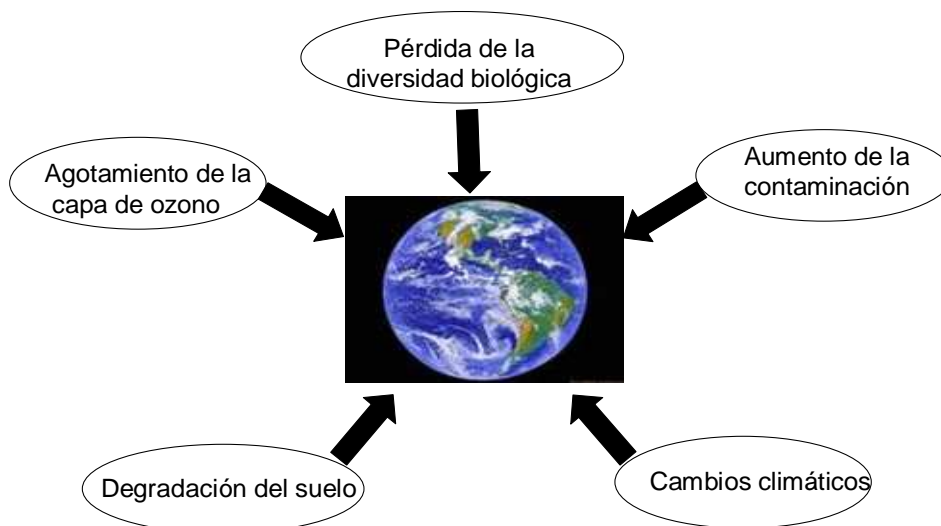 Pérdida de la
diversidad biológica
Agotamiento de la
capa de ozono
Aumento de la
contaminación
Degradación del suelo
Cambios climáticos